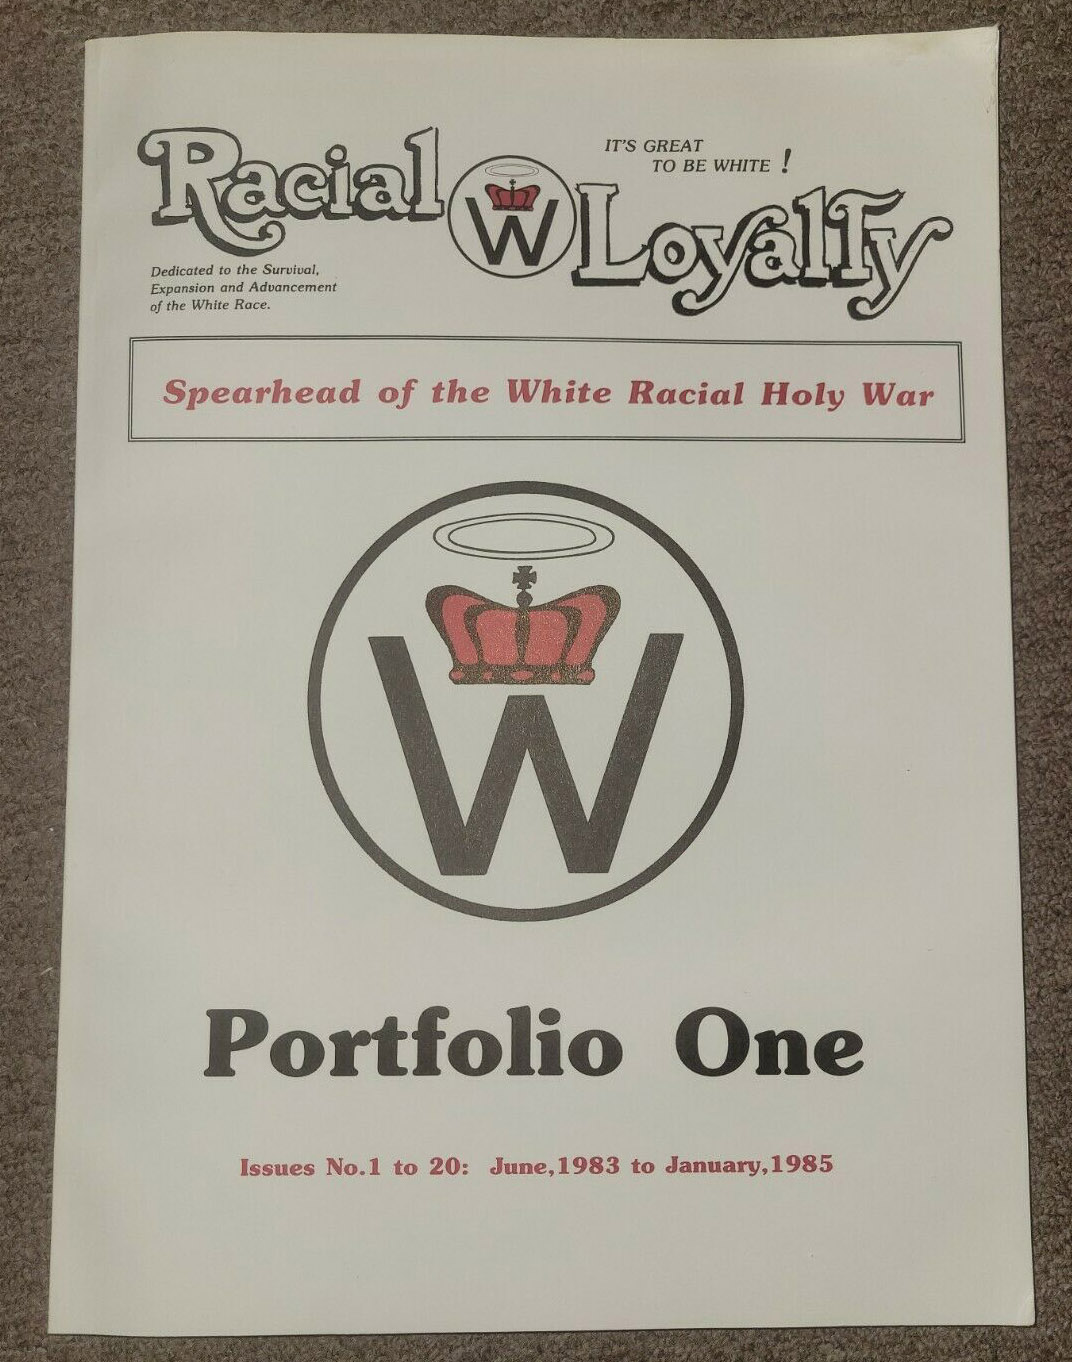 Racial W Loyalty
IT'S GREAT
TO BE WHITE !
Dedicated to the Survival,
Expansion and Advancement
of the White Race.
Spearhead of the White Racial Holy War
W
Portfolio One
Issues No.1 to 20: June,1983 to January,1985